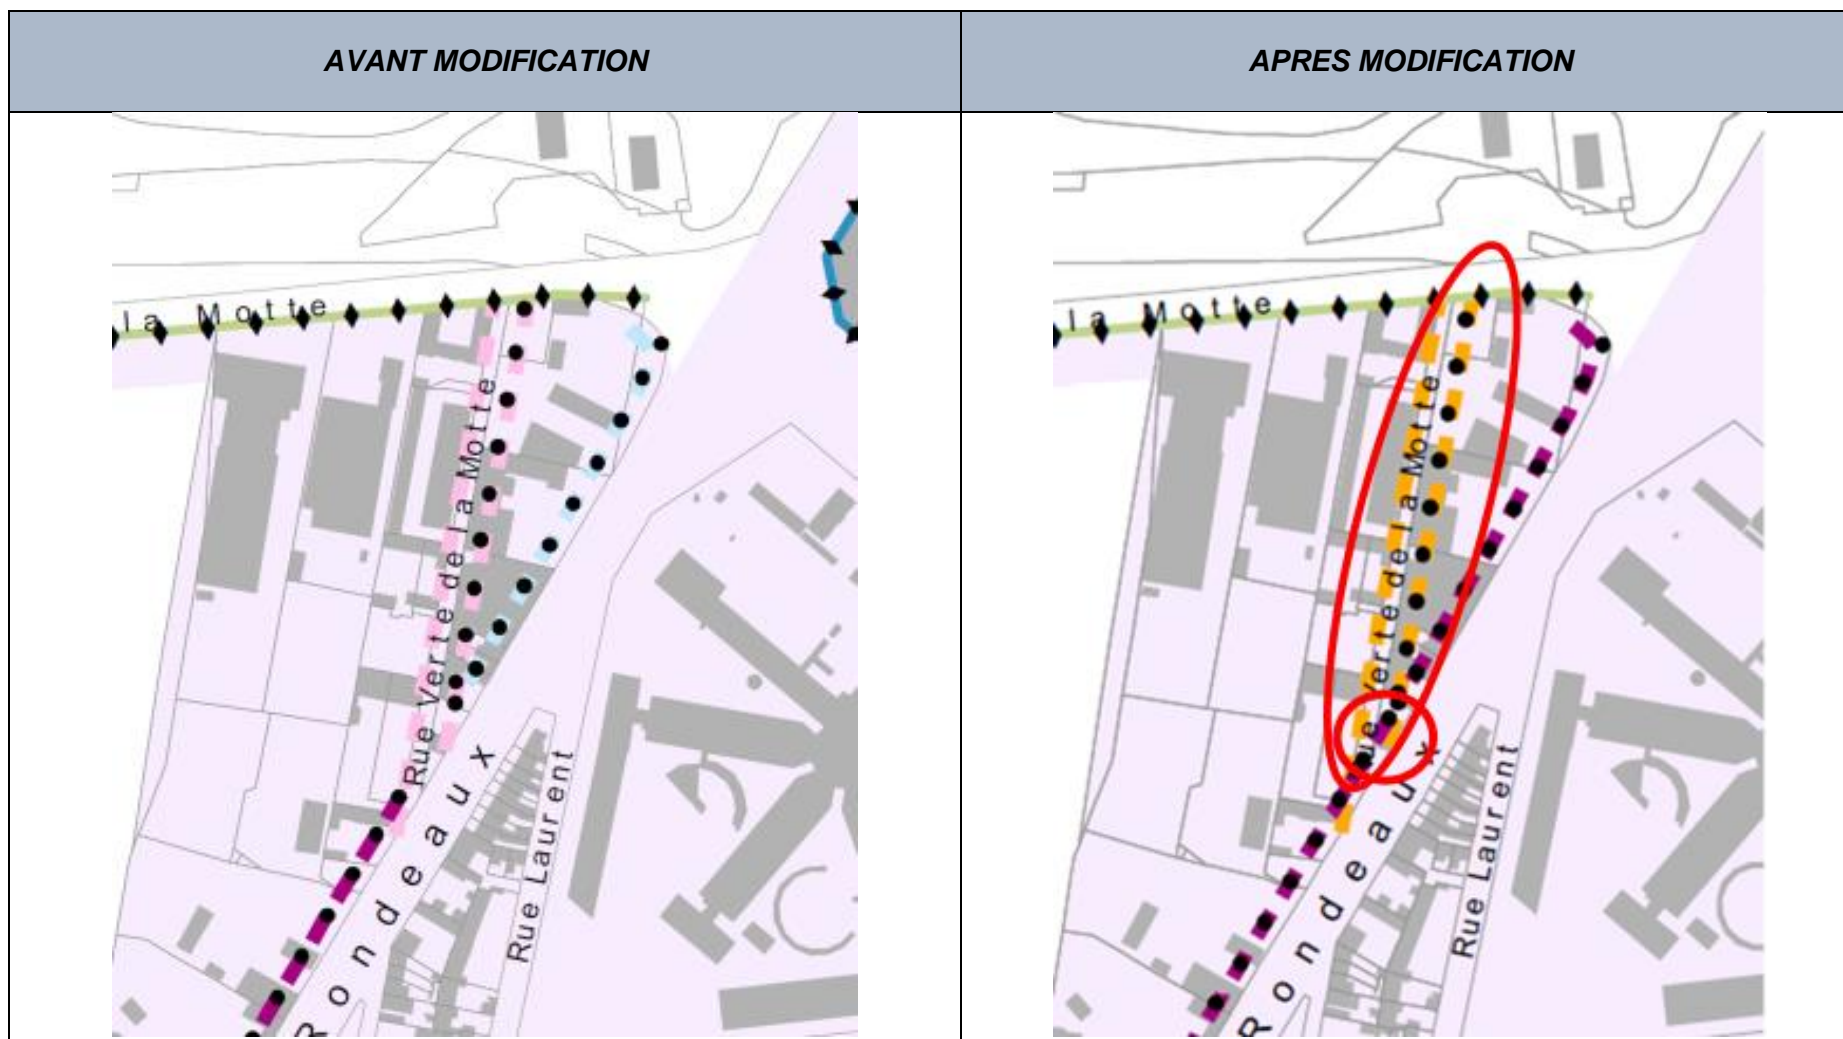 AVANT MODIFICATION
APRES MODIFICATION
la Motte
Rue Verte de la Motte
Rondeaux
Rue Laurent
la Motte
Rue Verte de la Motte
Rondeaux
Rue Laurent